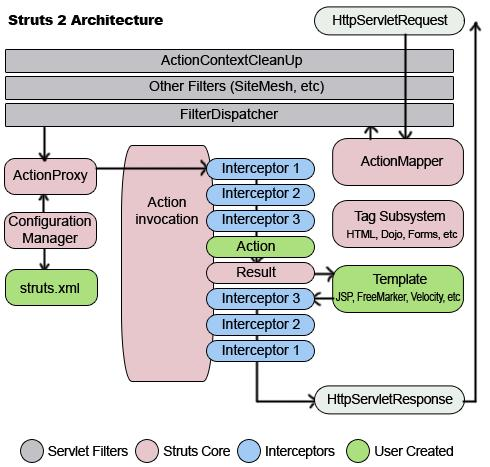 Struts 2 Architecture
HttpServletRequest
ActionContextCleanUp
Other Filters (SiteMesh, etc)
FilterDispatcher
ActionProxy
ActionMapper
Interceptor 1
Interceptor 2
Interceptor 3
Action
invocation
Action
Result
Interceptor 3
Interceptor 2
Interceptor 1
Configuration
Manager
struts.xml
Tag Subsystem
HTML, Dojo, Forms, etc
Template
JSP, FreeMarker, Velocity, etc
HttpServletResponse
Servlet Filters
Struts Core
Interceptors
User Created